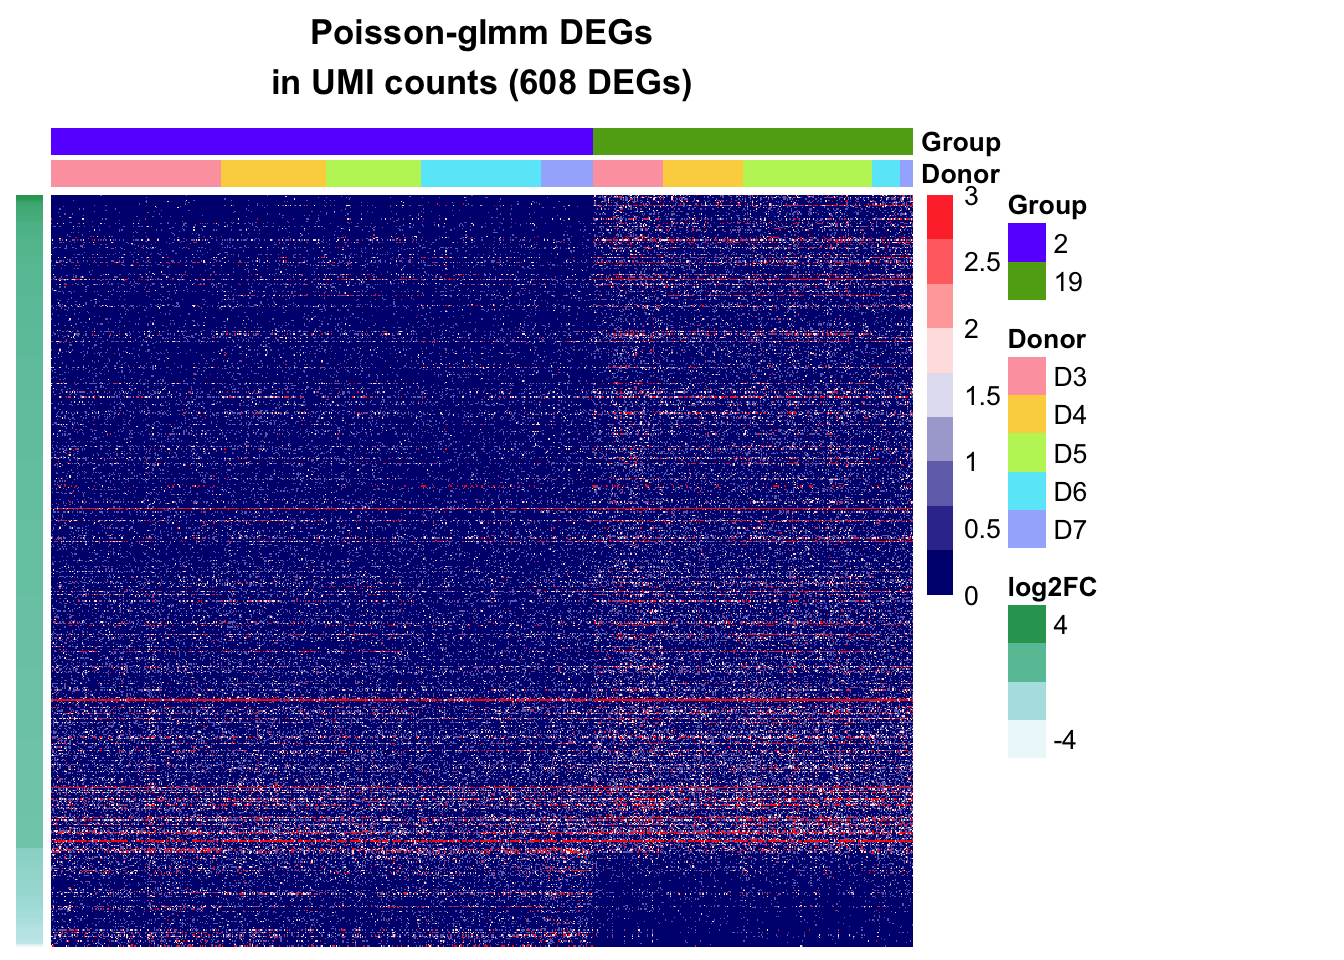 Poisson-glmm DEGs
in UMI counts (608 DEGs)
Group
Donor
3
2.5
2
1.5
1
0.5
0
Group
2
19
Donor
D3
D4
D5
D6
D7
log2FC
4
-4